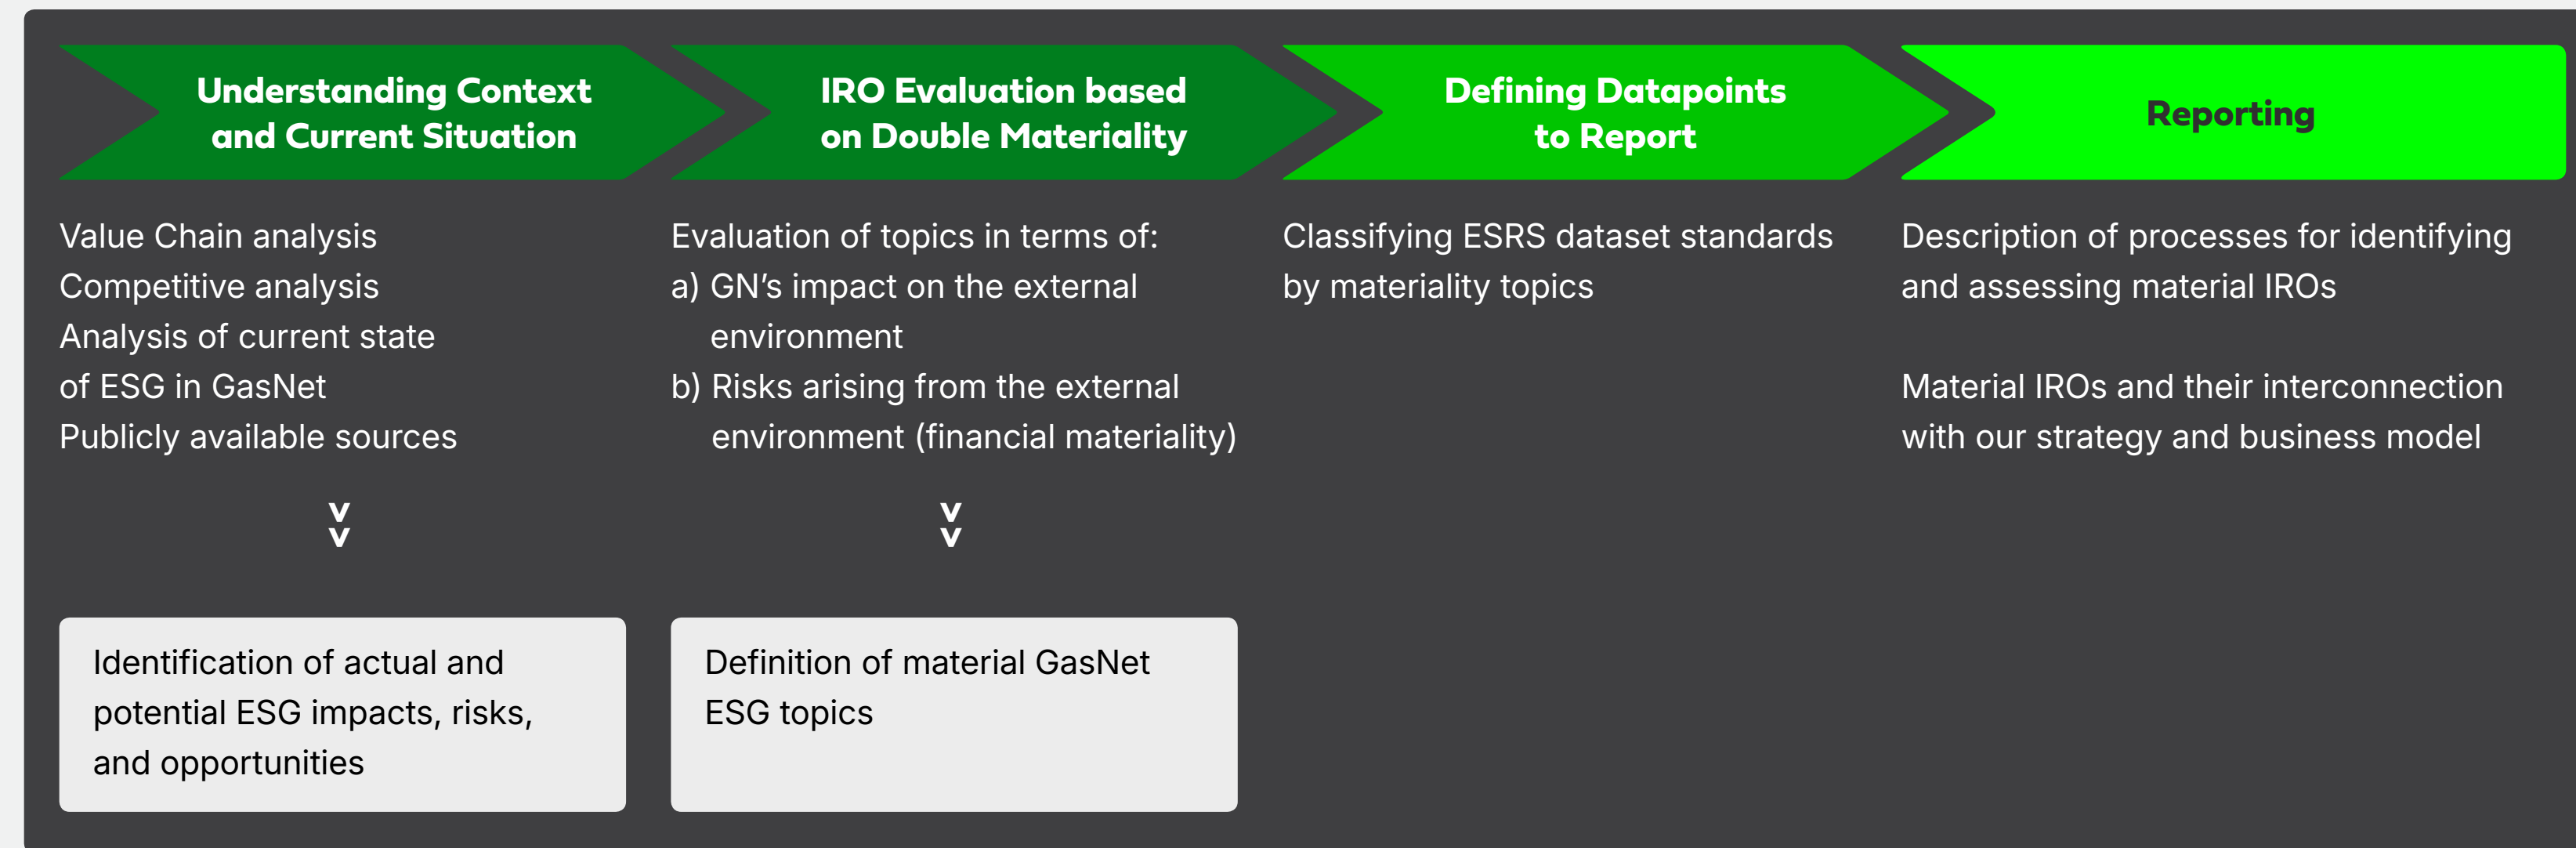 Understanding Context
and Current Situation
IRO Evaluation based
on Double Materiality
Defining Datapoints
to Report
Reporting
Value Chain analysis
Competitive analysis
Analysis of current state
of ESG in GasNet
Publicly available sources
Evaluation of topics in terms of:
a) GN’s impact on the external
environment
b) Risks arising from the external
environment (financial materiality)
Classifying ESRS dataset standards
by materiality topics
Description of processes for identifying
and assessing material IROs
Material IROs and their interconnection
with our strategy and business model
Identification of actual and
potential ESG impacts, risks,
and opportunities
Definition of material GasNet
ESG topics